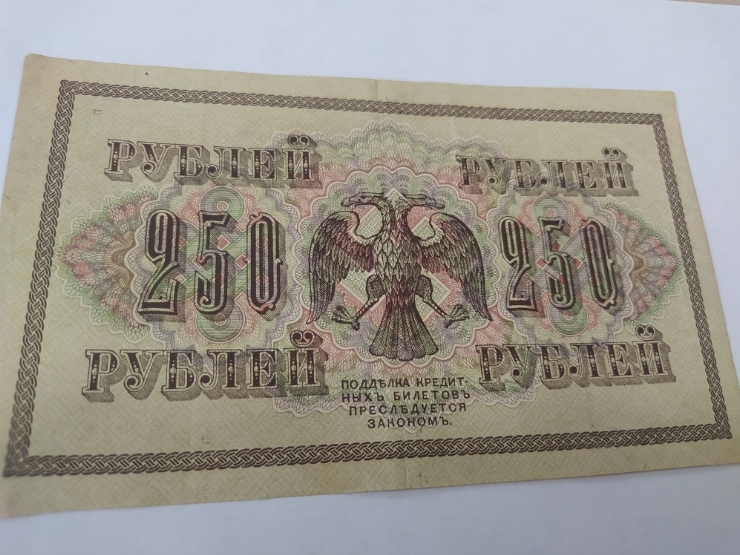 РУБЛЕЙ РУБЛЕЙ
250 250
РУБЛЕЙ РУБЛЕЙ
ПОДДѢЛКА КРЕДИТ-
НЫХЪ БИЛЕТОВЪ
ПРЕСЛѢДУЕТСЯ
ЗАКОНОМЪ.